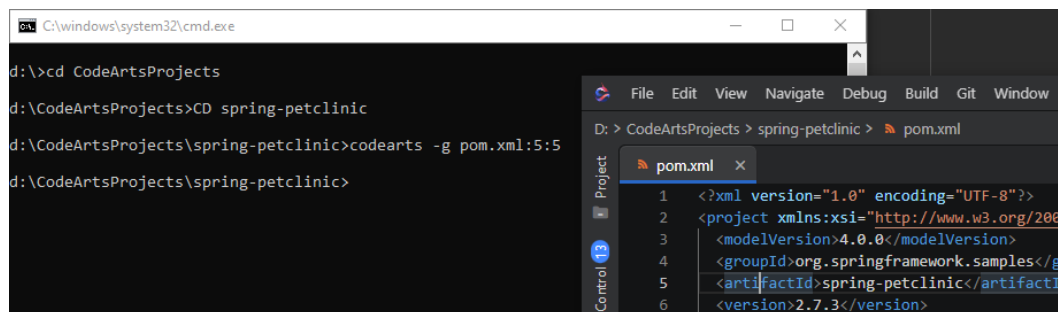 C:\windows\system32\cmd.exe
d:\>cd CodeArtsProjects
d:\CodeArtsProjects>CD spring-petclinic
d:\CodeArtsProjects\spring-petclinic>codearts -g pom.xml:5:5
d:\CodeArtsProjects\spring-petclinic>
File Edit View Navigate Debug Build Git Window
D: > CodeArtsProjects > spring-petclinic > pom.xml
Project
13
Control
pom.xml
1 <?xml version="1.0" encoding="UTF-8"?>
2 <project xmlns:xsi="http://www.w3.org/200
3 <modelVersion>4.0.0</modelVersion>
4 <groupId>org.springframework.samples</g
5 <artifactId>spring-petclinic</artifactI
6 <version>2.7.3</version>